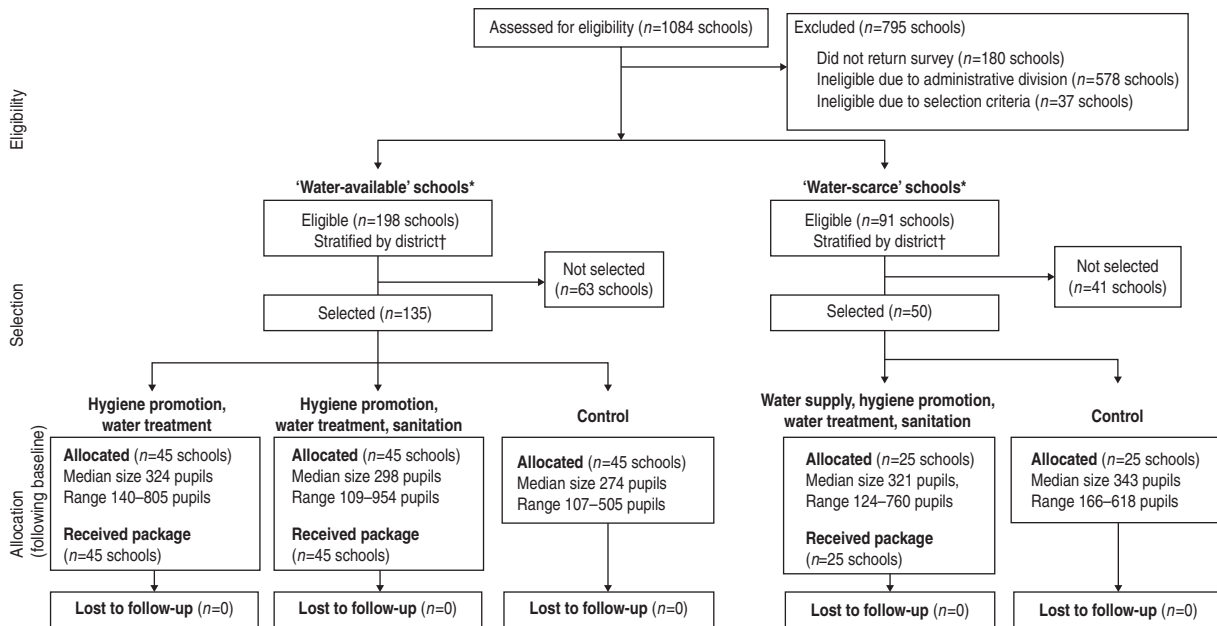 Assessed for eligibility (n=1084 schools)
Excluded (n=795 schools)
Did not return survey (n=180 schools)
Ineligible due to administrative division (n=578 schools)
Ineligible due to selection criteria (n=37 schools)
Eligibility
'Water-available' schools*
Eligible (n=198 schools)
Stratified by district†
Not selected
(n=63 schools)
Selected (n=135)
'Water-scarce' schools*
Eligible (n=91 schools)
Stratified by district†
Not selected
(n=41 schools)
Selected (n=50)
Selection
Hygiene promotion,
water treatment
Allocated (n=45 schools)
Median size 324 pupils
Range 140–805 pupils
Received package
(n=45 schools)
Lost to follow-up (n=0)
Hygiene promotion,
water treatment, sanitation
Allocated (n=45 schools)
Median size 298 pupils
Range 109–954 pupils
Received package
(n=45 schools)
Lost to follow-up (n=0)
Control
Allocated (n=45 schools)
Median size 274 pupils
Range 107–505 pupils
Lost to follow-up (n=0)
Water supply, hygiene promotion,
water treatment, sanitation
Allocated (n=25 schools)
Median size 321 pupils,
Range 124–760 pupils
Received package
(n=25 schools)
Lost to follow-up (n=0)
Control
Allocated (n=25 schools)
Median size 343 pupils
Range 166–618 pupils
Lost to follow-up (n=0)
Allocation
(following baseline)